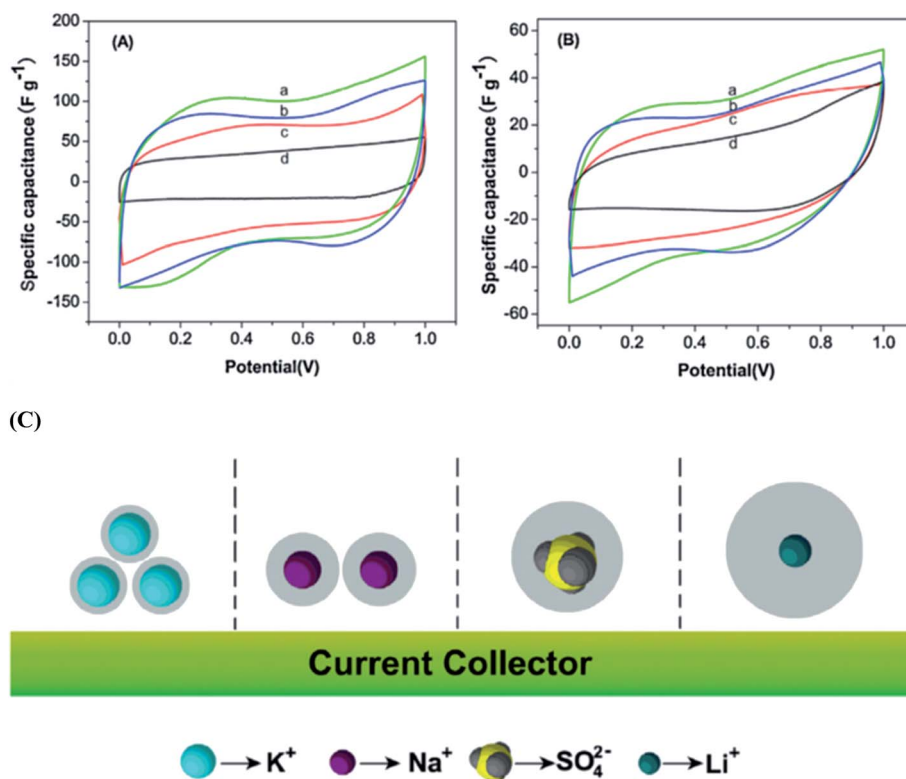 (A)
200
150
100
50
0
-50
-100
-150
a
b
c
d
0.0 0.2 0.4 0.6 0.8 1.0
Potential(V)
Specific capacitance (F g⁻¹)
(B)
60
40
20
0
-20
-40
-60
a
b
c
d
0.0 0.2 0.4 0.6 0.8 1.0
Potential(V)
Specific capacitance (F g⁻¹)
(C)
Current Collector
→K⁺ →Na⁺ →SO₄²⁻ →Li⁺